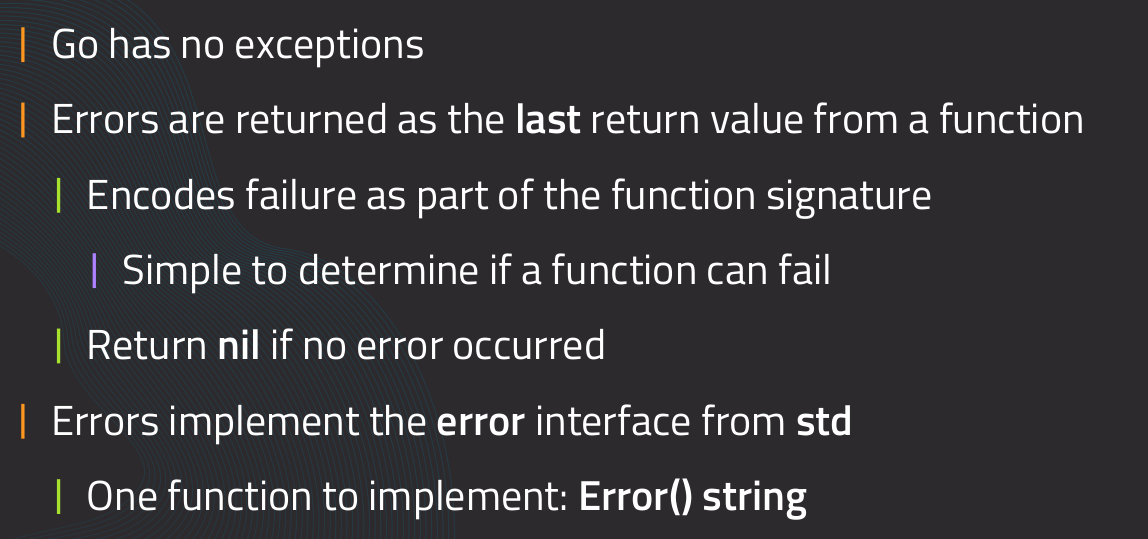 Go has no exceptions
Errors are returned as the last return value from a function
Encodes failure as part of the function signature
Simple to determine if a function can fail
Return nil if no error occurred
Errors implement the error interface from std
One function to implement: Error() string